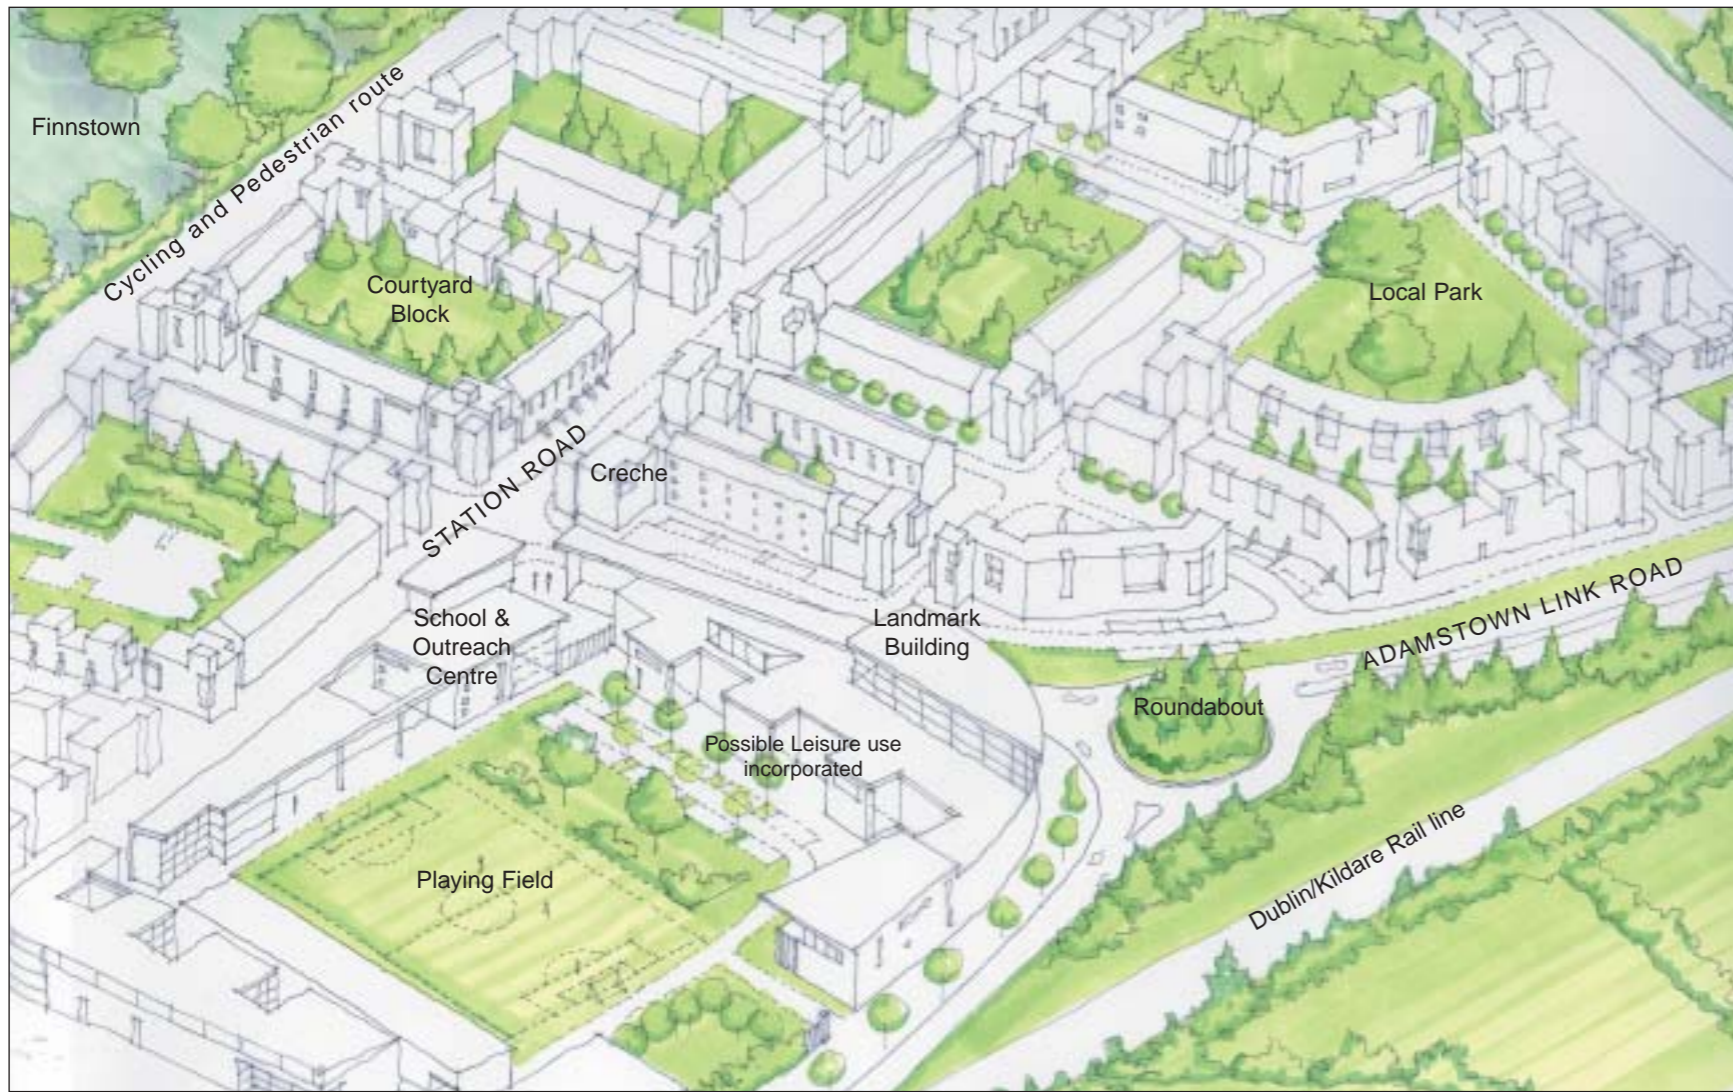 Finnstown
Cycling and Pedestrian route
Courtyard
Block
Local Park
STATION ROAD
Creche
School &
Outreach
Centre
Landmark
Building
ADAMSTOWN LINK ROAD
Roundabout
Possible Leisure use
incorporated
Playing Field
Dublin/Kildare Rail line